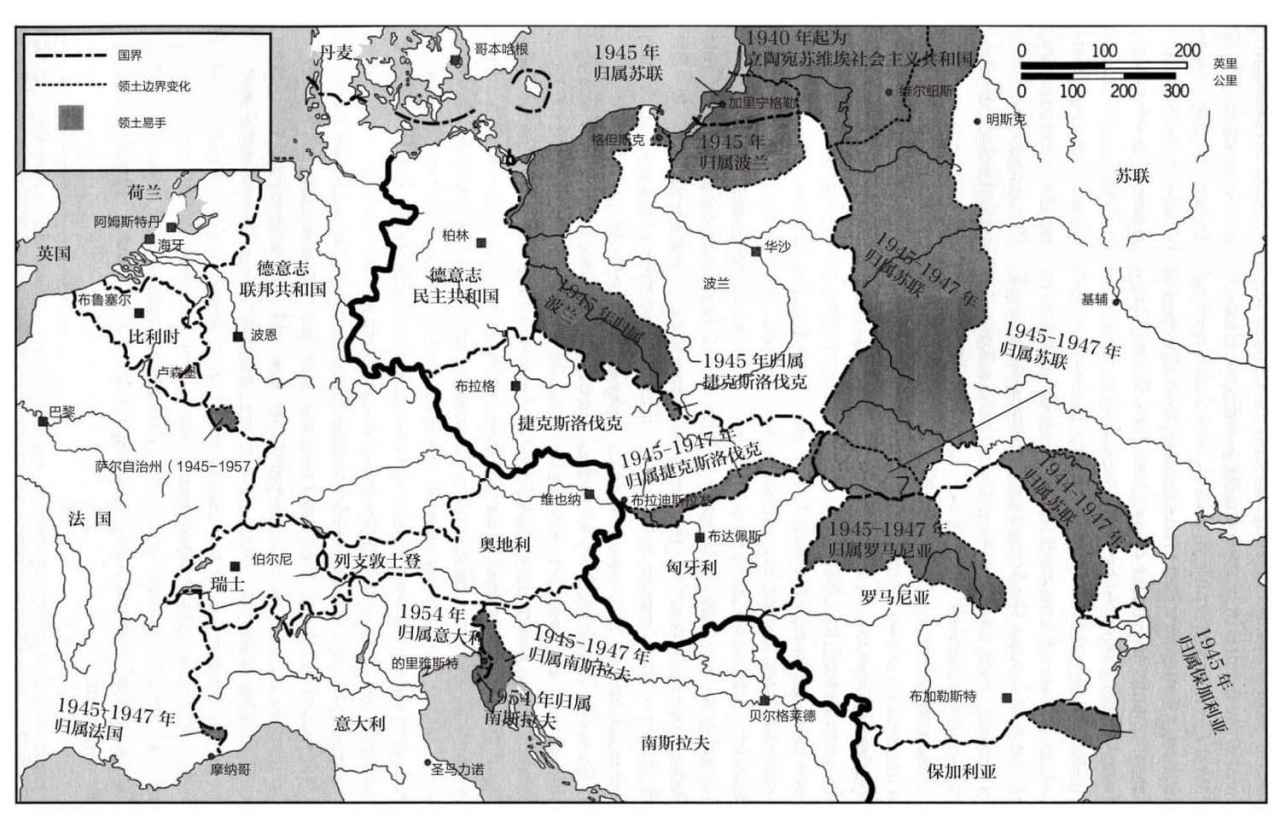 国界
领土边界变化
领土易手
丹麦
哥本哈根
1945 年
归属苏联
1940 年起为
立陶宛苏维埃社会主义共和国
0 100 200
英里
公里
0 100 200 300
维尔纽斯
加里宁格勒
明斯克
格但斯克
1945 年
归属波兰
苏联
荷兰
阿姆斯特丹
海牙
英国
柏林
华沙
德意志
联邦共和国
德意志
民主共和国
波兰
1945-1947 年
归属苏联
1945 年归属
波兰
基辅
布鲁塞尔
比利时
波恩
1945-1947 年
归属苏联
卢森堡
1945 年归属
捷克斯洛伐克
布拉格
巴黎
捷克斯洛伐克
1945-1947 年
归属捷克斯洛伐克
萨尔自治州（1945-1957）
维也纳
布拉迪斯拉发
1944-1947 年
归属苏联
法 国
奥地利
布达佩斯
1945-1947 年
归属罗马尼亚
伯尔尼
列支敦士登
匈牙利
瑞士
罗马尼亚
1954 年
归属意大利
1945-1947 年
归属南斯拉夫
的里雅斯特
1954 年归属
南斯拉夫
1945 年
归属保加利亚
1945-1947 年
归属法国
意大利
贝尔格莱德
布加勒斯特
南斯拉夫
摩纳哥
圣马力诺
保加利亚